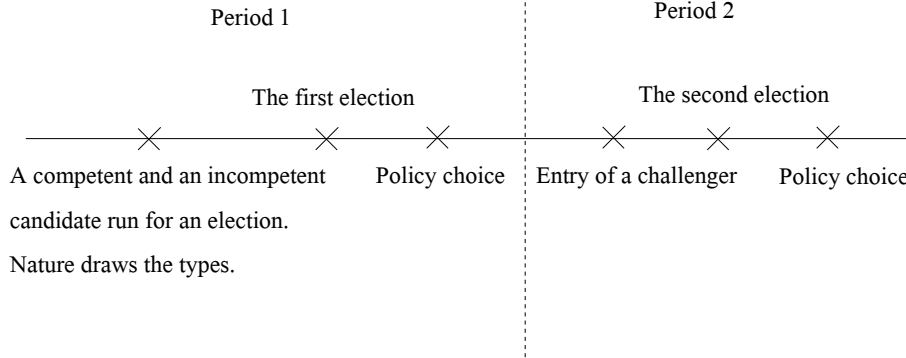 Period 1
Period 2
The first election
The second election
A competent and an incompetent
candidate run for an election.
Nature draws the types.
Policy choice
Entry of a challenger
Policy choice